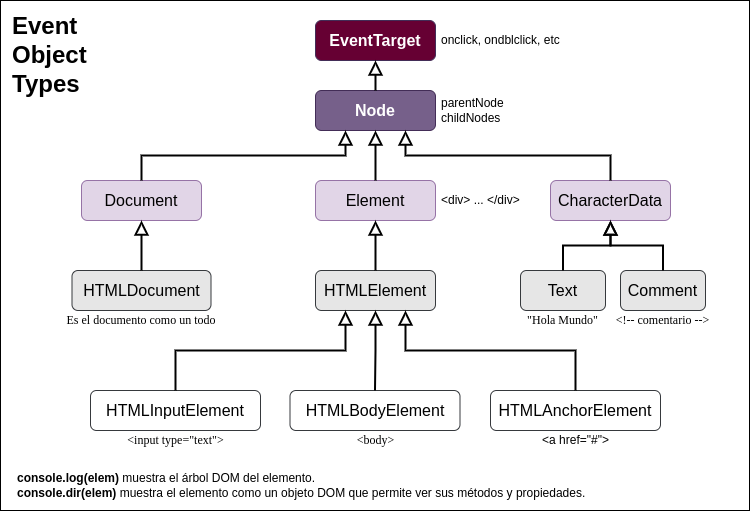 Event
Object
Types
EventTarget
onclick, ondblclick, etc
Node
parentNode
childNodes
Document
Element
<div> ... </div>
CharacterData
HTMLDocument
Es el documento como un todo
HTMLElement
Text
"Hola Mundo"
Comment
<!-- comentario -->
HTMLInputElement
<input type="text">
HTMLBodyElement
<body>
HTMLAnchorElement
<a href="#">
console.log(elem) muestra el árbol DOM del elemento.
console.dir(elem) muestra el elemento como un objeto DOM que permite ver sus métodos y propiedades.